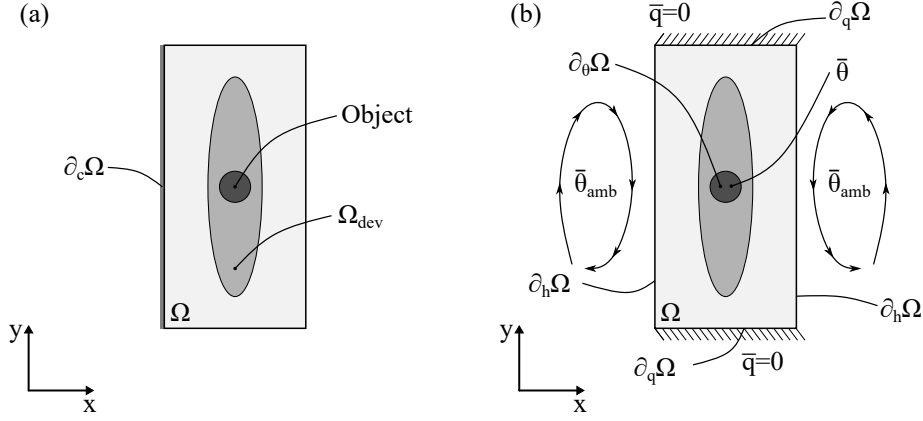 (a)
Object
∂cΩ
Ωdev
Ω
y
x
(b)
q̅=0
∂qΩ
∂θΩ
θ̅
θ̅amb
θ̅amb
∂hΩ
Ω
∂hΩ
∂qΩ
q̅=0
y
x